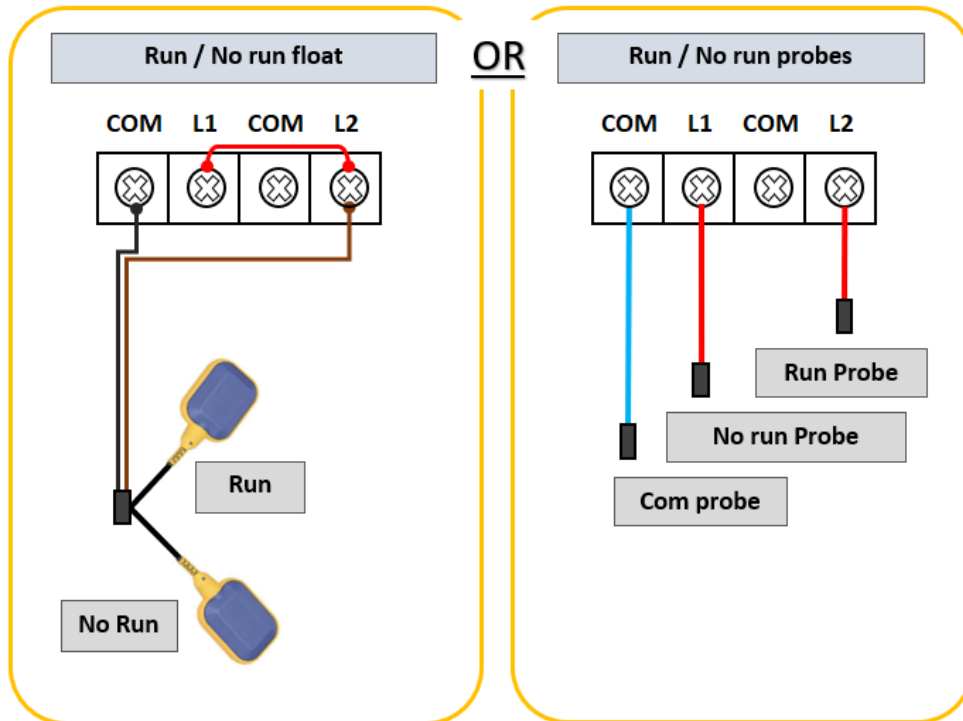 Run / No run float
OR
Run / No run probes
COM L1 COM L2
COM L1 COM L2
Run Probe
No run Probe
Run
Com probe
No Run